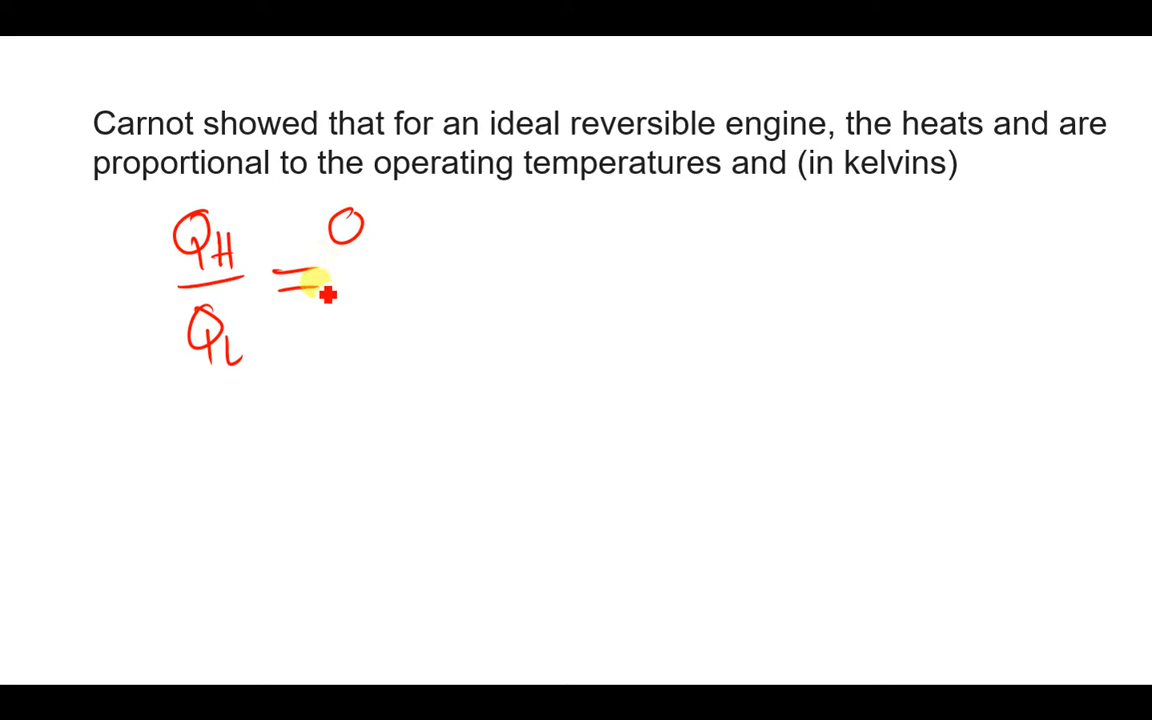 Carnot showed that for an ideal reversible engine, the heats and are
proportional to the operating temperatures and (in kelvins)
QH
= 0
QL